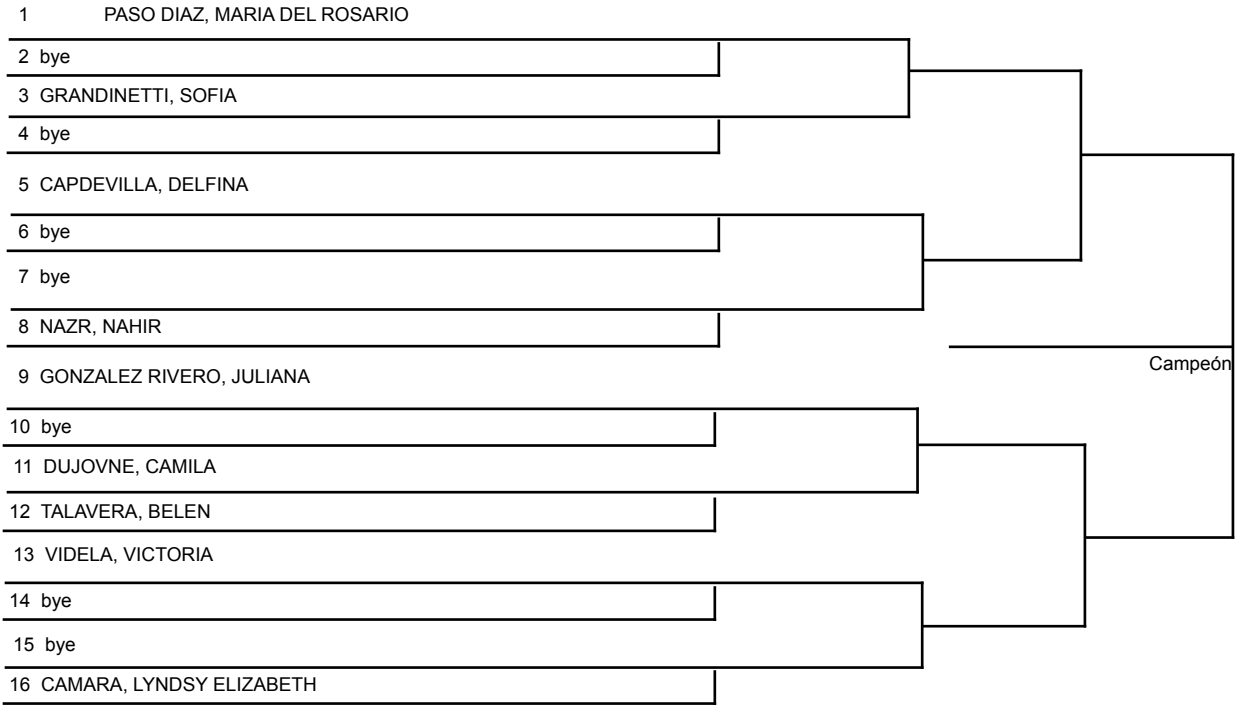 1 PASO DIAZ, MARIA DEL ROSARIO
2 bye
3 GRANDINETTI, SOFIA
4 bye
5 CAPDEVILLA, DELFINA
6 bye
7 bye
8 NAZR, NAHIR
Campeón
9 GONZALEZ RIVERO, JULIANA
10 bye
11 DUJOVNE, CAMILA
12 TALAVERA, BELEN
13 VIDELA, VICTORIA
14 bye
15 bye
16 CAMARA, LYNDSY ELIZABETH